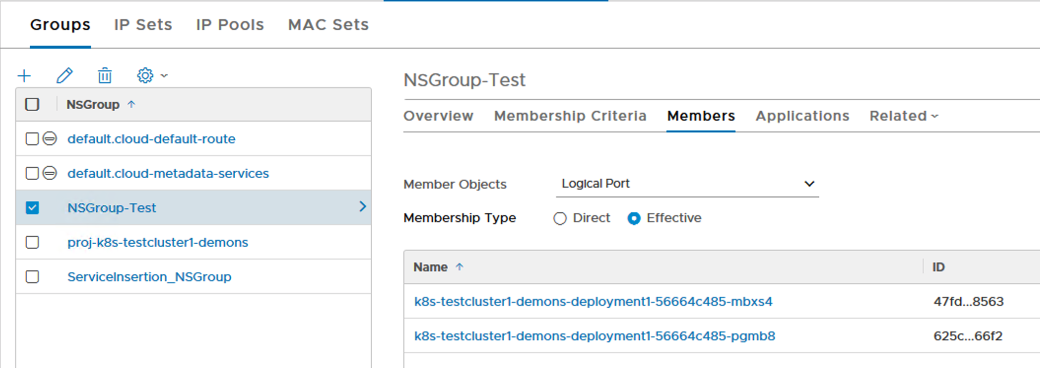 Groups IP Sets IP Pools MAC Sets
NSGroup
default.cloud-default-route
default.cloud-metadata-services
NSGroup-Test
proj-k8s-testcluster1-demons
ServiceInsertion_NSGroup
NSGroup-Test
Overview Membership Criteria Members Applications Related
Member Objects Logical Port
Membership Type Direct Effective
Name ID
k8s-testcluster1-demons-deployment1-56664c485-mbxs4 47fd...8563
k8s-testcluster1-demons-deployment1-56664c485-pgmb8 625c...66f2